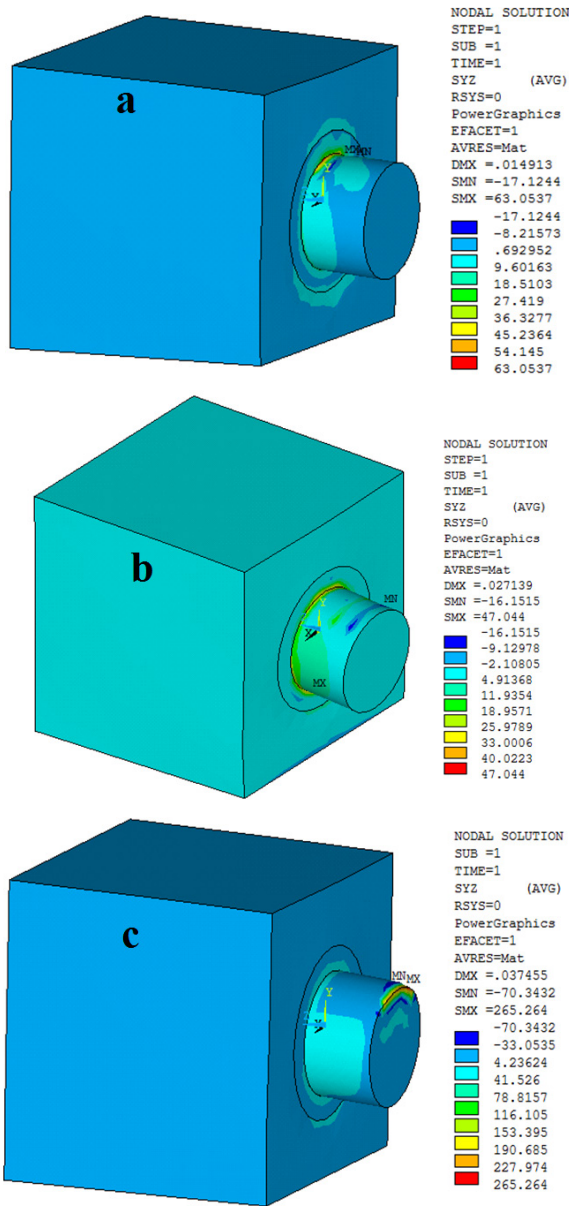 a
NODAL SOLUTION
STEP=1
SUB =1
TIME=1
SYZ (AVG)
RSYS=0
PowerGraphics
EFACET=1
AVRES=Mat
DMX =.014913
SMN =-17.1244
SMX =63.0537
-17.1244
-8.21573
.692952
9.60163
18.5103
27.419
36.3277
45.2364
54.145
63.0537
MX
MN
Y
X
b
NODAL SOLUTION
STEP=1
SUB =1
TIME=1
SYZ (AVG)
RSYS=0
PowerGraphics
EFACET=1
AVRES=Mat
DMX =.027139
SMN =-16.1515
SMX =47.044
-16.1515
-9.12978
-2.10805
4.91368
11.9354
18.9571
25.9789
33.0006
40.0223
47.044
MN
Y
X
MX
c
NODAL SOLUTION
SUB =1
TIME=1
SYZ (AVG)
RSYS=0
PowerGraphics
EFACET=1
AVRES=Mat
DMX =.037455
SMN =-70.3432
SMX =265.264
-70.3432
-33.0535
4.23624
41.526
78.8157
116.105
153.395
190.685
227.974
265.264
MN
MX
Y
X